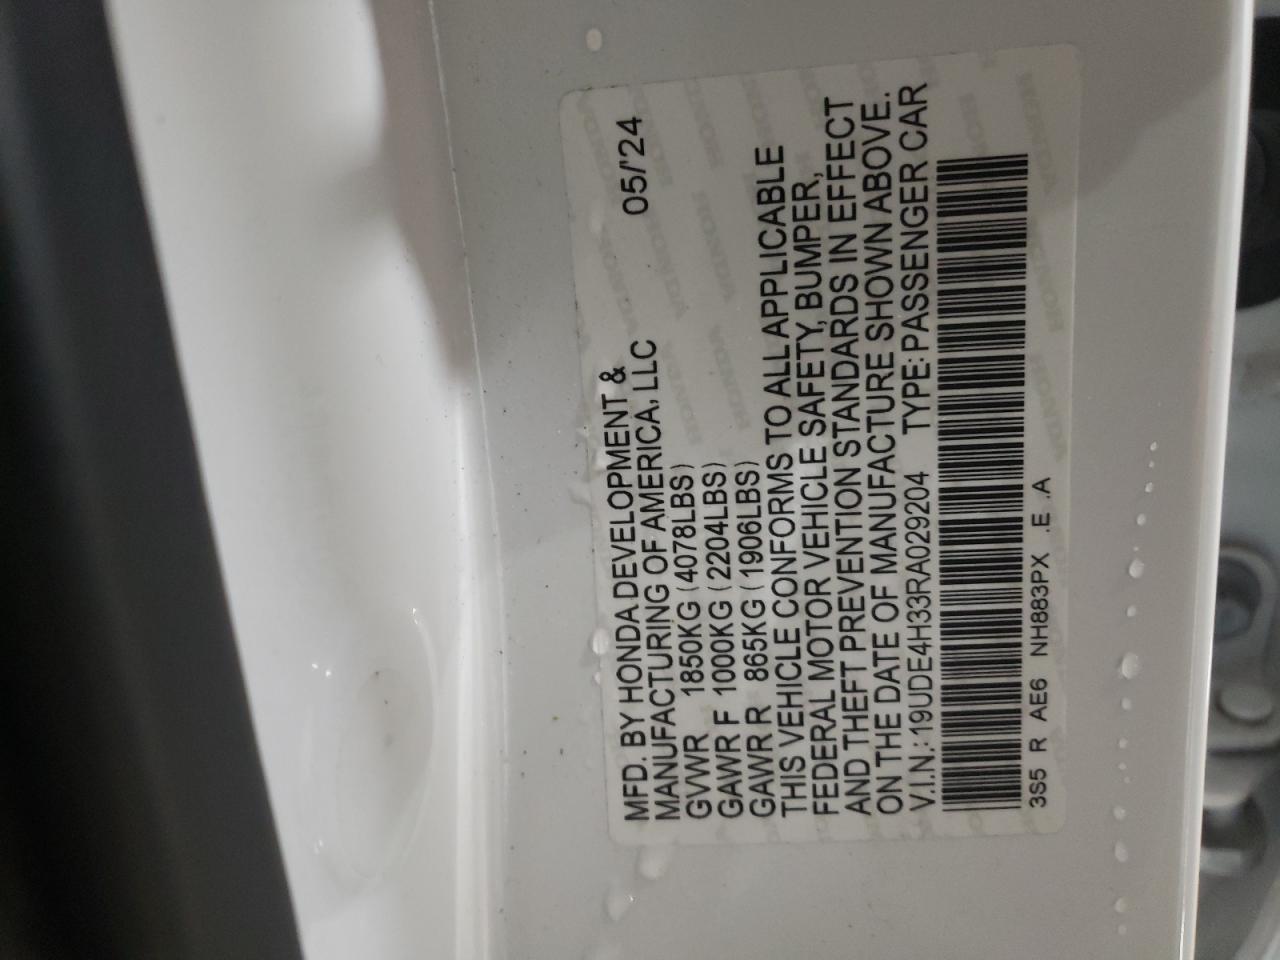 MFD. BY HONDA DEVELOPMENT &
MANUFACTURING OF AMERICA, LLC 05/'24
GVWR 1850KG (4078LBS)
GAWR F 1000KG (2204LBS)
GAWR R 865KG (1906LBS)
THIS VEHICLE CONFORMS TO ALL APPLICABLE
FEDERAL MOTOR VEHICLE SAFETY, BUMPER,
AND THEFT PREVENTION STANDARDS IN EFFECT
ON THE DATE OF MANUFACTURE SHOWN ABOVE.
V.I.N.: 19UDE4H33RA029204 TYPE: PASSENGER CAR
3S5 R AE6 NH883PX .E .A